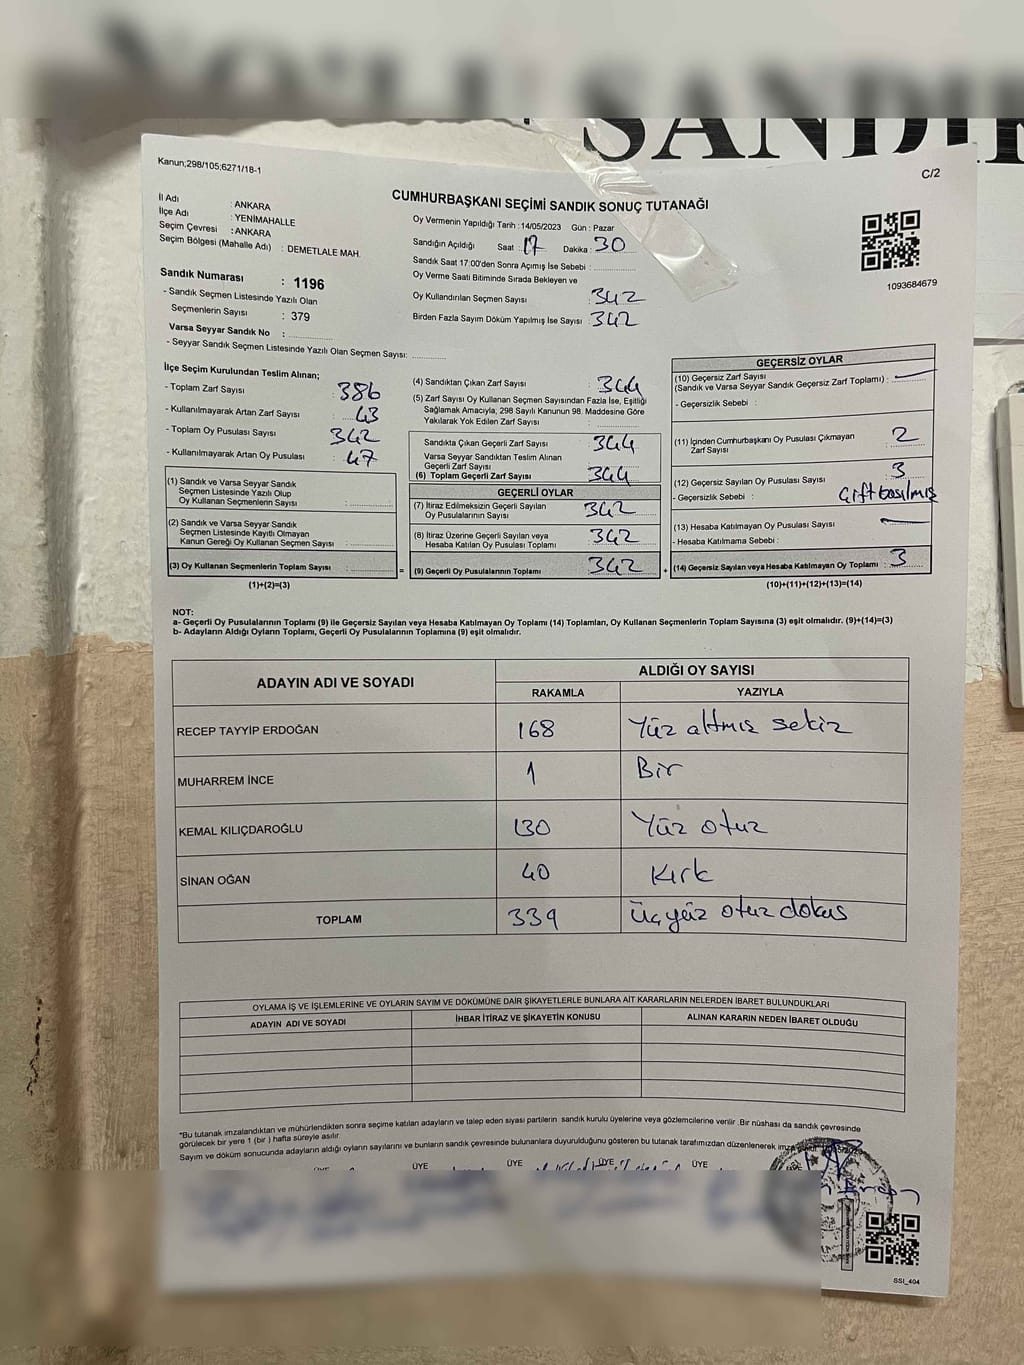 SANDIK
Kanun;298/105;6271/18-1
C/2
CUMHURBAŞKANI SEÇİMİ SANDIK SONUÇ TUTANAĞI
İl Adı : ANKARA
İlçe Adı : YENİMAHALLE
Seçim Çevresi : ANKARA
Seçim Bölgesi (Mahalle Adı) : DEMETLALE MAH.
Sandık Numarası : 1196
- Sandık Seçmen Listesinde Yazılı Olan
Seçmenlerin Sayısı : 379
Varsa Seyyar Sandık No :
- Seyyar Sandık Seçmen Listesinde Yazılı Olan Seçmen Sayısı:
Oy Vermenin Yapıldığı Tarih :14/05/2023 Gün : Pazar
Sandığın Açıldığı Saat : 17 Dakika : 30
Sandık Saat 17:00'den Sonra Açımış İse Sebebi :
Oy Verme Saati Bitiminde Sırada Bekleyen ve
Oy Kullandırılan Seçmen Sayısı : 342
Birden Fazla Sayım Döküm Yapılmış İse Sayısı : 342
1093684679
İlçe Seçim Kurulundan Teslim Alınan;
- Toplam Zarf Sayısı : 386
- Kullanılmayarak Artan Zarf Sayısı : 43
- Toplam Oy Pusulası Sayısı : 342
- Kullanılmayarak Artan Oy Pusulası : 47
(1) Sandık ve Varsa Seyyar Sandık
Seçmen Listesinde Yazılı Olup
Oy Kullanan Seçmenlerin Sayısı :
(2) Sandık ve Varsa Seyyar Sandık
Seçmen Listesinde Kayıtlı Olmayan
Kanun Gereği Oy Kullanan Seçmen Sayısı :
(3) Oy Kullanan Seçmenlerin Toplam Sayısı : =
(1)+(2)=(3)
(4) Sandıktan Çıkan Zarf Sayısı : 344
(5) Zarf Sayısı Oy Kullanan Seçmen Sayısından Fazla İse, Eşitliği
Sağlamak Amacıyla, 298 Sayılı Kanunun 98. Maddesine Göre
Yakılarak Yok Edilen Zarf Sayısı :
Sandıkta Çıkan Geçerli Zarf Sayısı : 344
Varsa Seyyar Sandıktan Teslim Alınan
Geçerli Zarf Sayısı
(6) Toplam Geçerli Zarf Sayısı : 344
GEÇERLİ OYLAR
(7) İtiraz Edilmeksizin Geçerli Sayılan
Oy Pusulalarının Sayısı : 342
(8) İtiraz Üzerine Geçerli Sayılan veya
Hesaba Katılan Oy Pusulası Toplamı : 342
(9) Geçerli Oy Pusulalarının Toplamı : 342 +
GEÇERSİZ OYLAR
(10) Geçersiz Zarf Sayısı
(Sandık ve Varsa Seyyar Sandık Geçersiz Zarf Toplamı) :
- Geçersizlik Sebebi :
(11) İçinden Cumhurbaşkanı Oy Pusulası Çıkmayan
Zarf Sayısı : 2
(12) Geçersiz Sayılan Oy Pusulası Sayısı : 3
- Geçersizlik Sebebi : Çift basılmış
(13) Hesaba Katılmayan Oy Pusulası Sayısı
- Hesaba Katılmama Sebebi :
(14) Geçersiz Sayılan veya Hesaba Katılmayan Oy Toplamı : 3
(10)+(11)+(12)+(13)=(14)
NOT:
a- Geçerli Oy Pusulalarının Toplamı (9) ile Geçersiz Sayılan veya Hesaba Katılmayan Oy Toplamı (14) Toplamları, Oy Kullanan Seçmenlerin Toplam Sayısına (3) eşit olmalıdır. (9)+(14)=(3)
b- Adayların Aldığı Oyların Toplamı, Geçerli Oy Pusulalarının Toplamına (9) eşit olmalıdır.
ADAYIN ADI VE SOYADI ALDIĞI OY SAYISI
RAKAMLA YAZIYLA
RECEP TAYYİP ERDOĞAN 168 Yüz altmış sekiz
MUHARREM İNCE 1 Bir
KEMAL KILIÇDAROĞLU 130 Yüz otuz
SİNAN OĞAN 40 Kırk
TOPLAM 339 Üçyüz otuz dokus
OYLAMA İŞ VE İŞLEMLERİNE VE OYLARIN SAYIM VE DÖKÜMÜNE DAİR ŞİKAYETLERLE BUNLARA AİT KARARLARIN NELERDEN İBARET BULUNDUKLARI
ADAYIN ADI VE SOYADI İHBAR İTİRAZ VE ŞİKAYETİN KONUSU ALINAN KARARIN NEDEN İBARET OLDUĞU
*Bu tutanak imzalandıktan ve mühürlendikten sonra seçime katılan adayların ve talep eden siyasi partilerin sandık kurulu üyelerine veya gözlemcilerine verilir. Bir nüshası da sandık çevresinde
görülecek bir yere 1 (bir ) hafta süreyle asılır.
Sayım ve döküm sonucunda adayların aldığı oyların sayılarını ve bunların sandık çevresinde bulunanlara duyurulduğunu gösteren bu tutanak tarafımızdan düzenlenerek
ÜYE ÜYE ÜYE ÜYE ÜYE
SSI_404